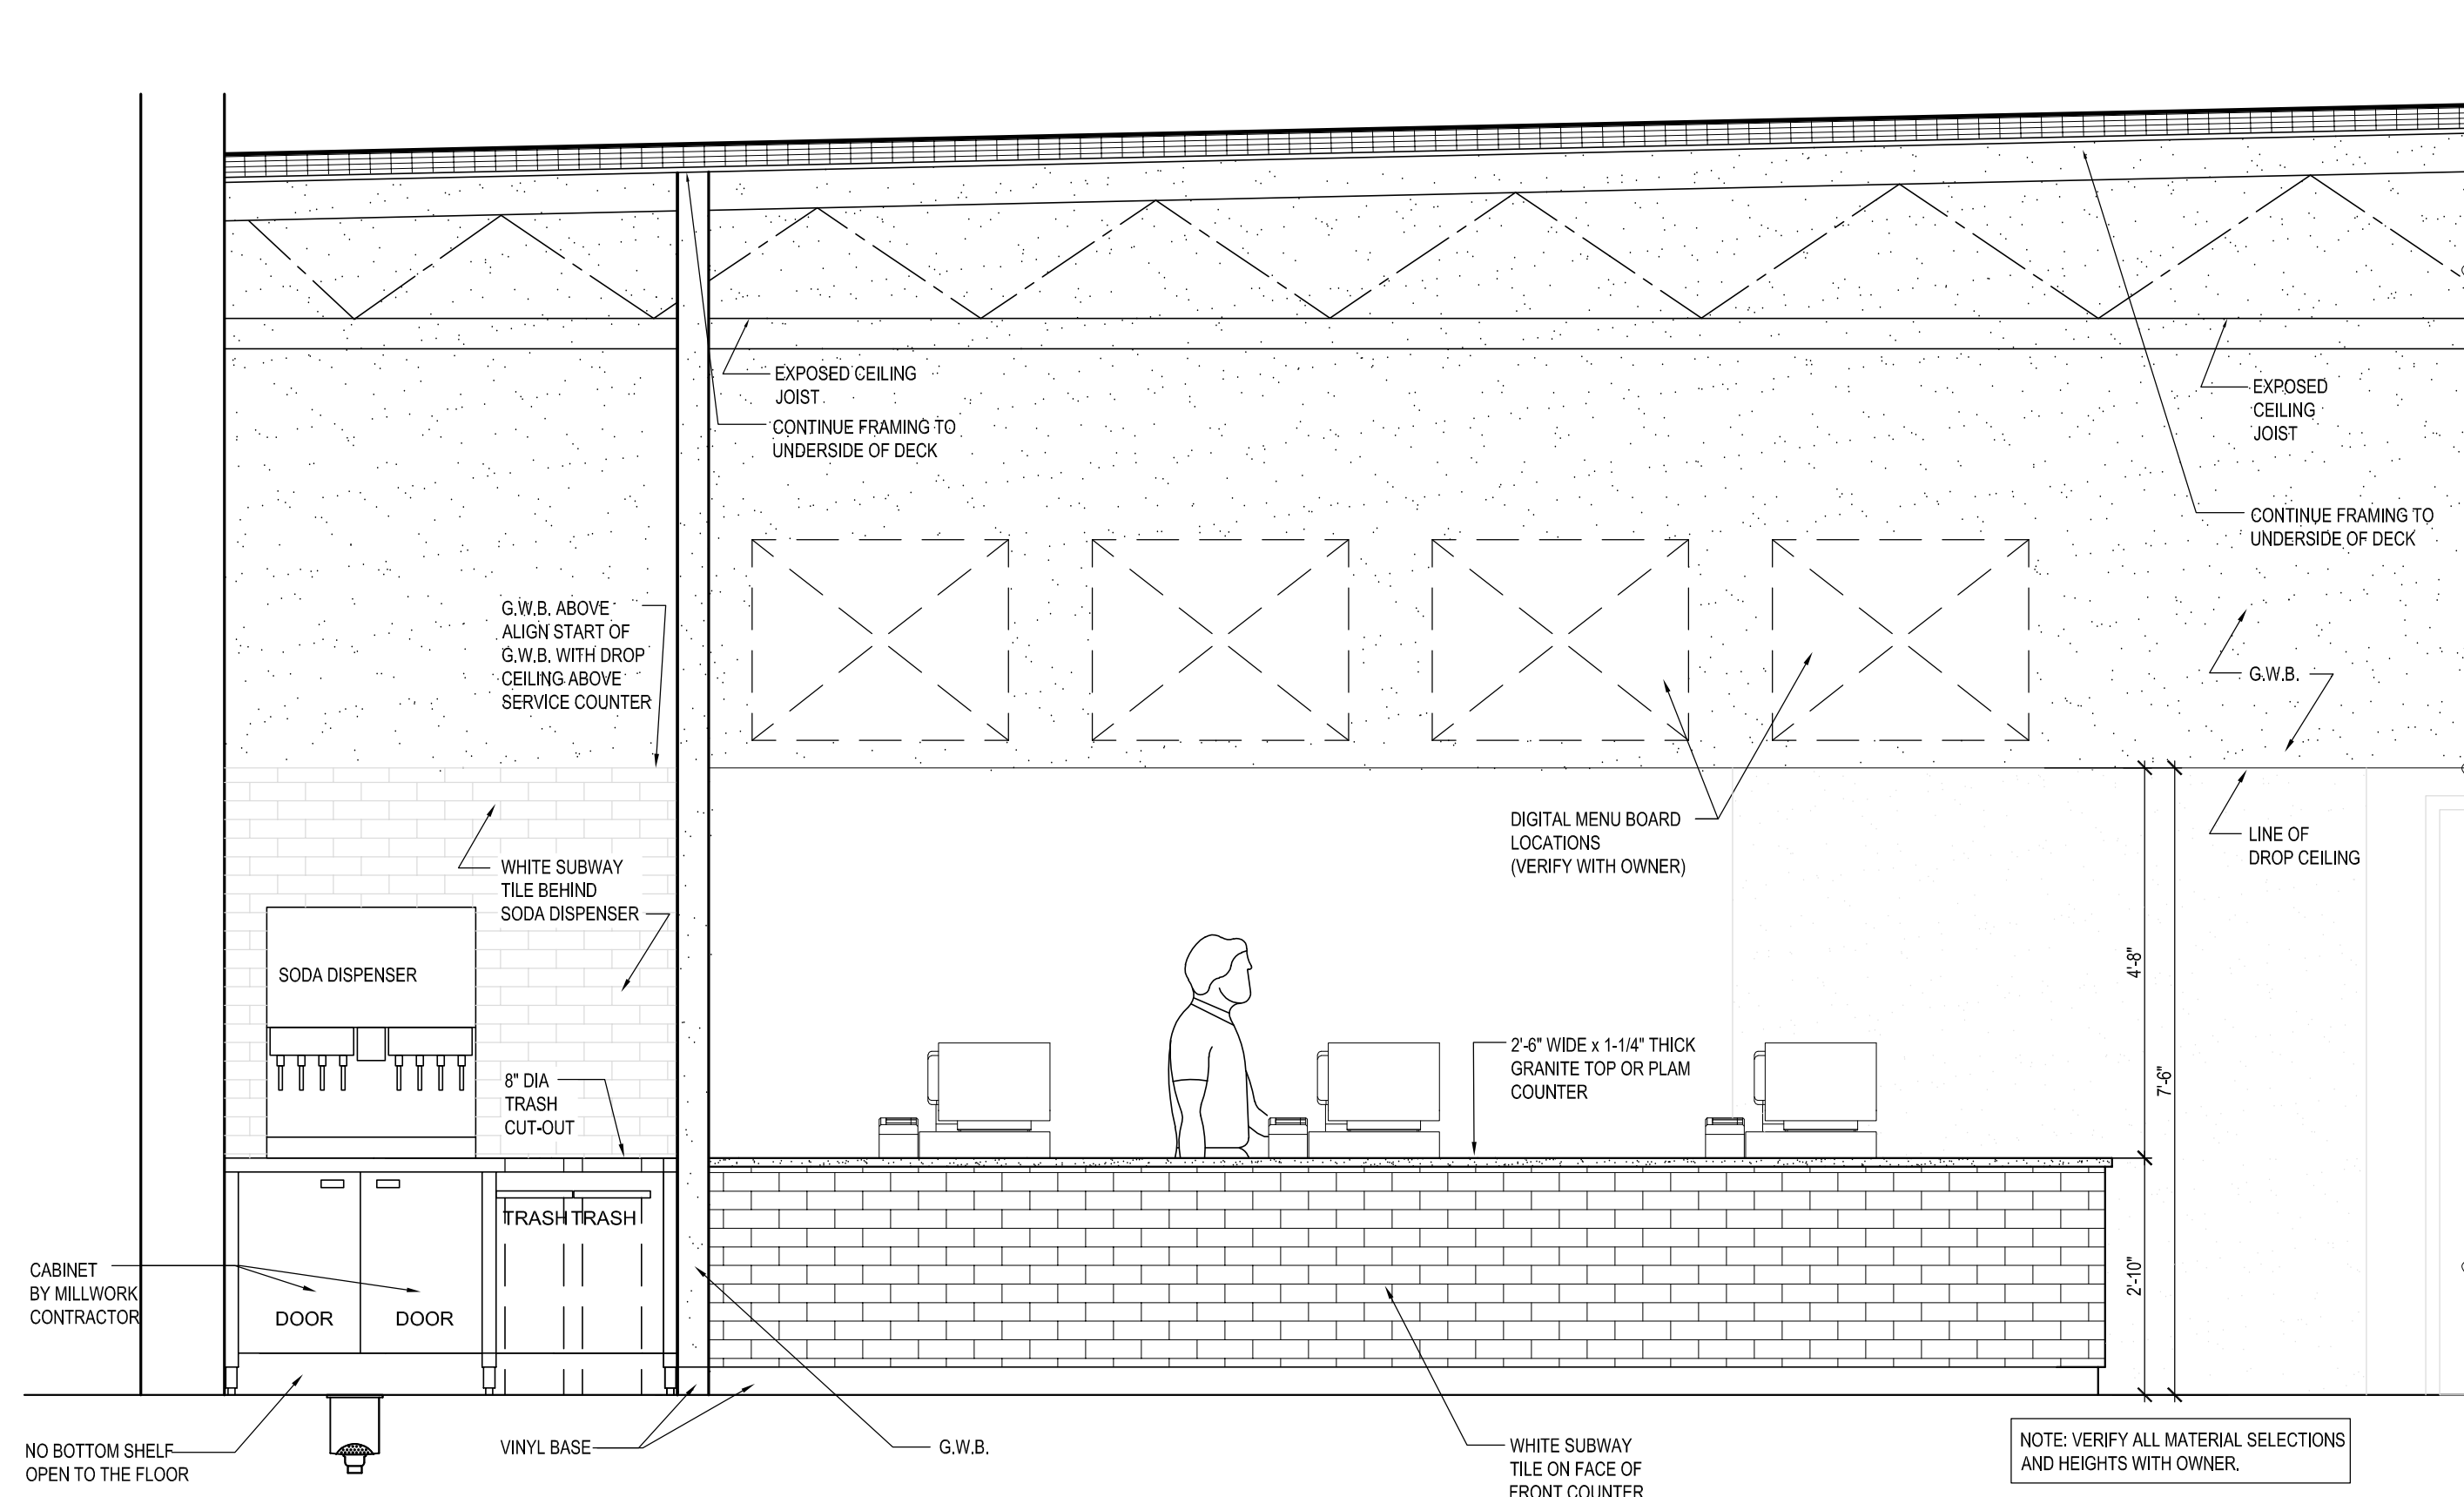 EXPOSED CEILING
JOIST
CONTINUE FRAMING TO
UNDERSIDE OF DECK
EXPOSED
CEILING
JOIST
CONTINUE FRAMING TO
UNDERSIDE OF DECK
G.W.B. ABOVE
ALIGN START OF
G.W.B. WITH DROP
CEILING ABOVE
SERVICE COUNTER
G.W.B.
DIGITAL MENU BOARD
LOCATIONS
(VERIFY WITH OWNER)
LINE OF
DROP CEILING
WHITE SUBWAY
TILE BEHIND
SODA DISPENSER
SODA DISPENSER
4'-8"
7'-6"
2'-10"
2'-6" WIDE x 1-1/4" THICK
GRANITE TOP OR PLAM
COUNTER
8" DIA
TRASH
CUT-OUT
TRASH TRASH
CABINET
BY MILLWORK
CONTRACTOR
DOOR DOOR
NO BOTTOM SHELF
OPEN TO THE FLOOR
VINYL BASE
G.W.B.
WHITE SUBWAY
TILE ON FACE OF
FRONT COUNTER
NOTE: VERIFY ALL MATERIAL SELECTIONS
AND HEIGHTS WITH OWNER.